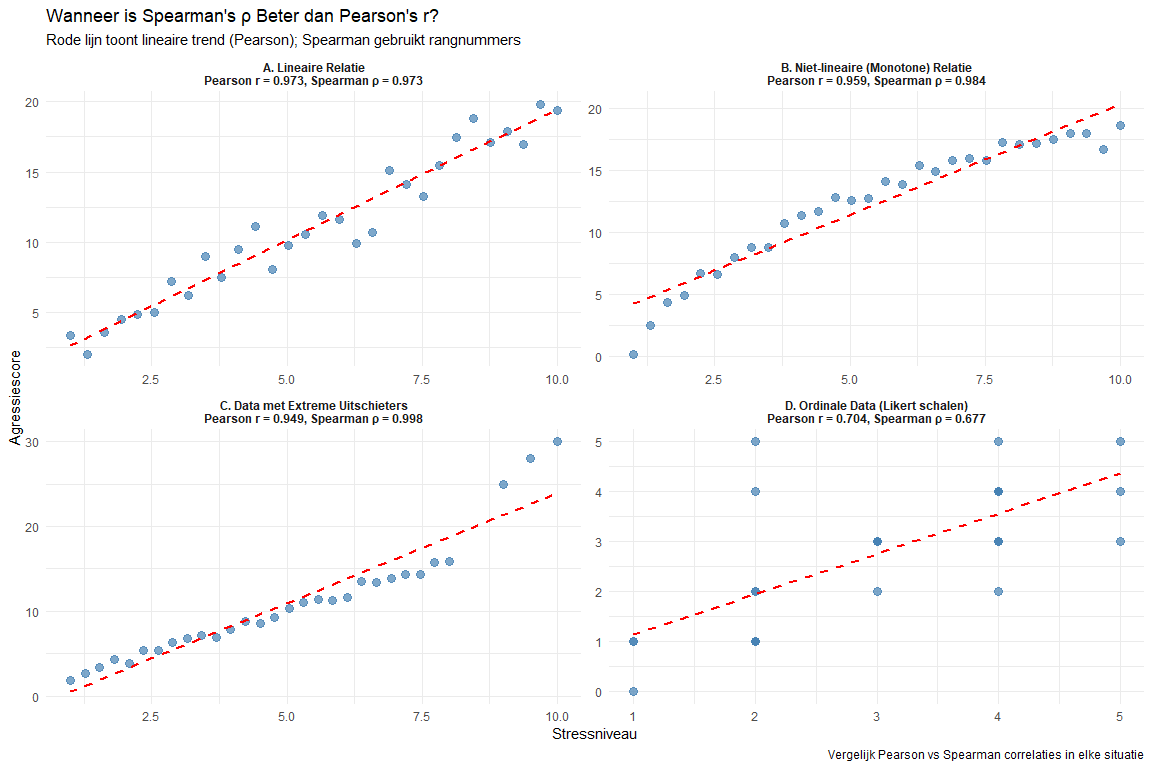 Wanneer is Spearman's ρ Beter dan Pearson's r?
Rode lijn toont lineaire trend (Pearson); Spearman gebruikt rangnummers
A. Lineaire Relatie
Pearson r = 0.973, Spearman ρ = 0.973
20
15
10
5
2.5
5.0
7.5
10.0
B. Niet-lineaire (Monotone) Relatie
Pearson r = 0.959, Spearman ρ = 0.984
20
15
10
5
0
2.5
5.0
7.5
10.0
Agressiescore
C. Data met Extreme Uitschieters
Pearson r = 0.949, Spearman ρ = 0.998
30
20
10
0
2.5
5.0
7.5
10.0
D. Ordinale Data (Likert schalen)
Pearson r = 0.704, Spearman ρ = 0.677
5
4
3
2
1
0
1
2
3
4
5
Stressniveau
Vergelijk Pearson vs Spearman correlaties in elke situatie